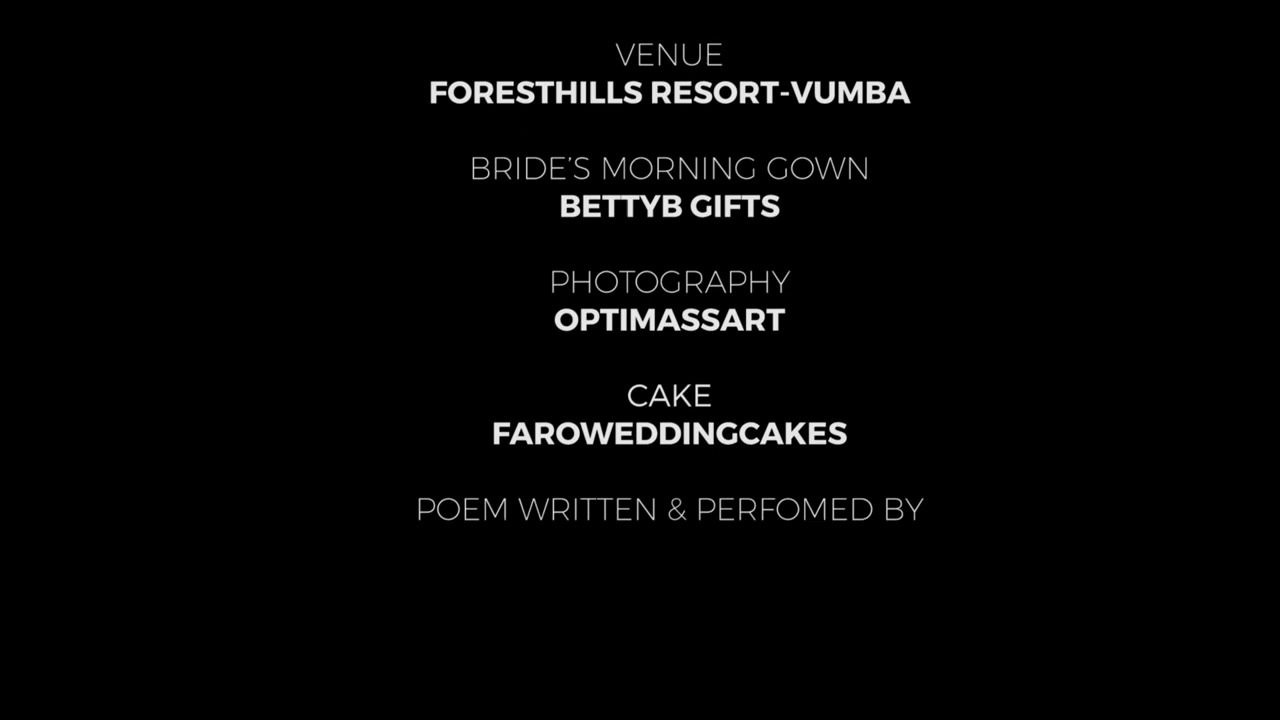 VENUE
FORESTHILLS RESORT-VUMBA
BRIDE’S MORNING GOWN
BETTYB GIFTS
PHOTOGRAPHY
OPTIMASSART
CAKE
FAROWEDDINGCAKES
POEM WRITTEN & PERFOMED BY